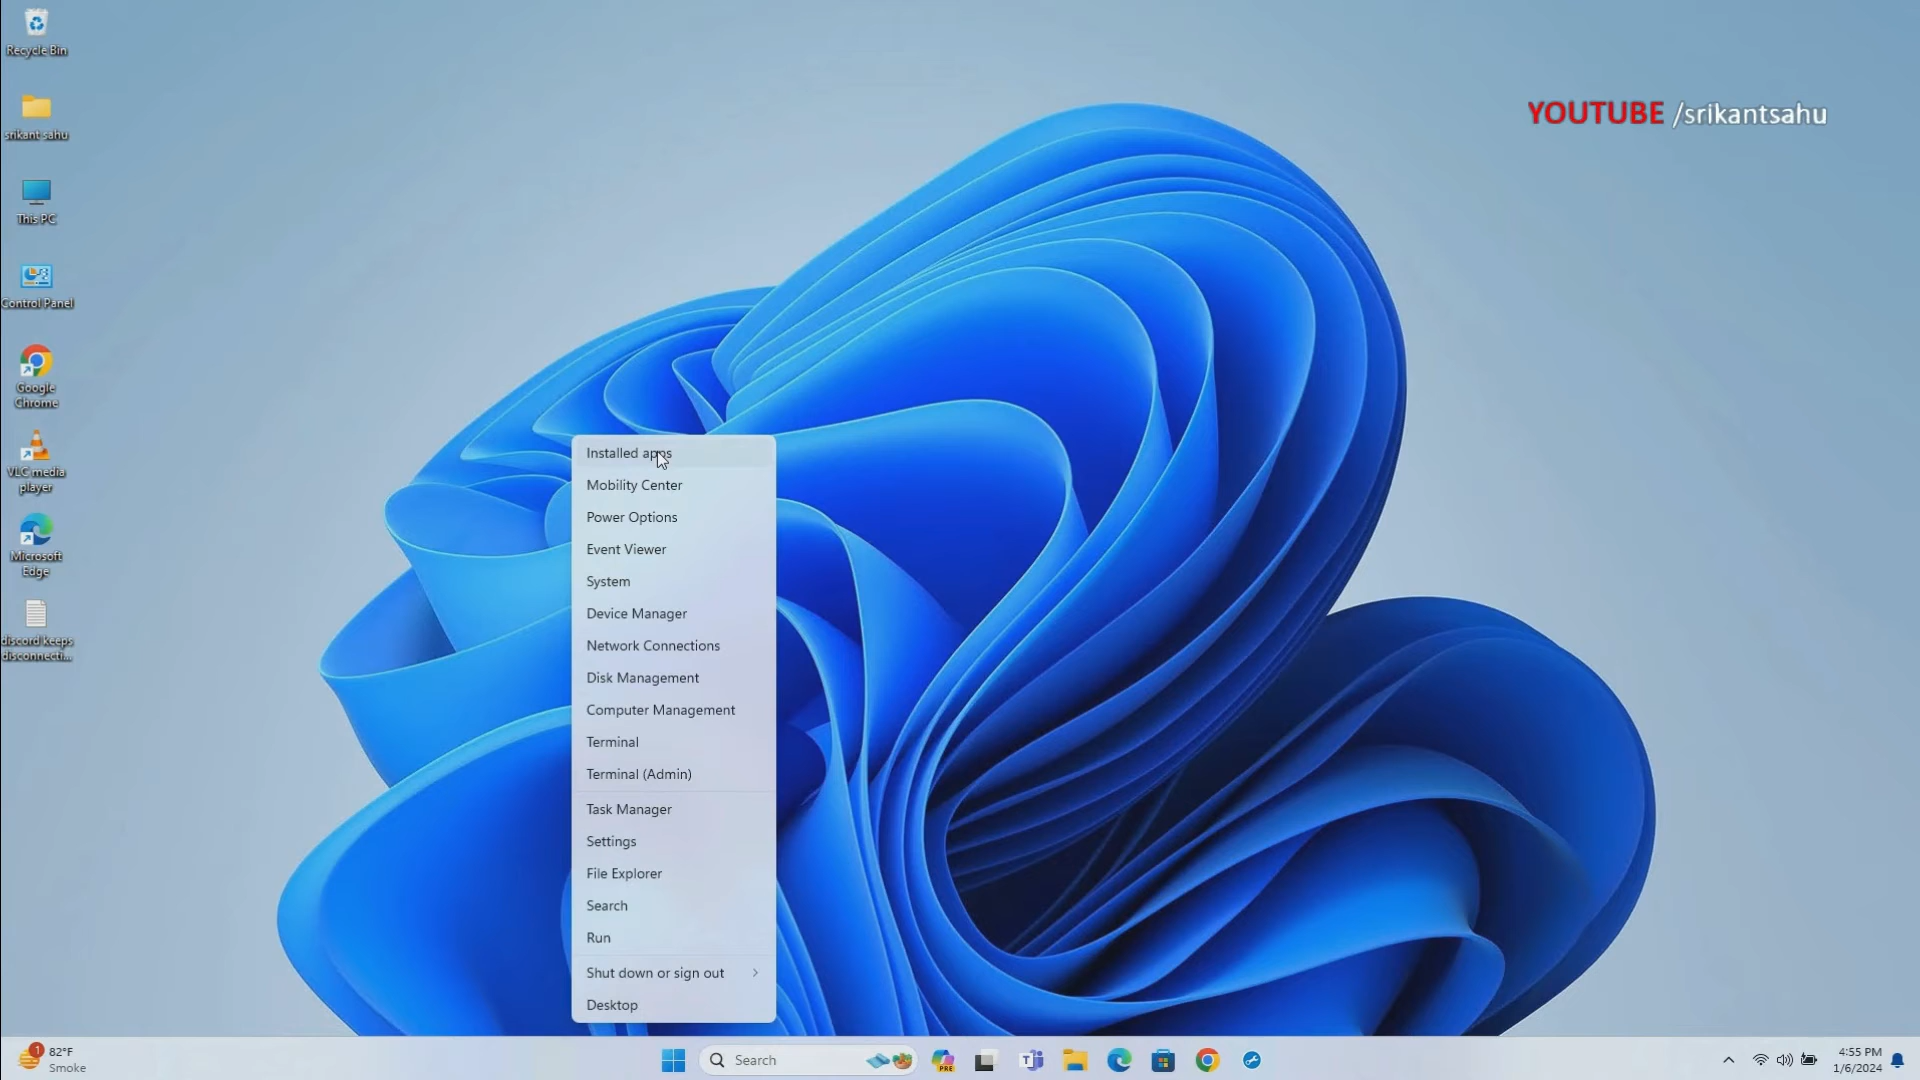 Recycle Bin
srikant sahu
This PC
Control Panel
Google
Chrome
VLC media
player
Microsoft
Edge
discord keeps
disconnecti...
YOUTUBE /srikantsahu
Installed apps
Mobility Center
Power Options
Event Viewer
System
Device Manager
Network Connections
Disk Management
Computer Management
Terminal
Terminal (Admin)
Task Manager
Settings
File Explorer
Search
Run
Shut down or sign out
Desktop
1
82°F
Smoke
Search
PRE
4:55 PM
1/6/2024